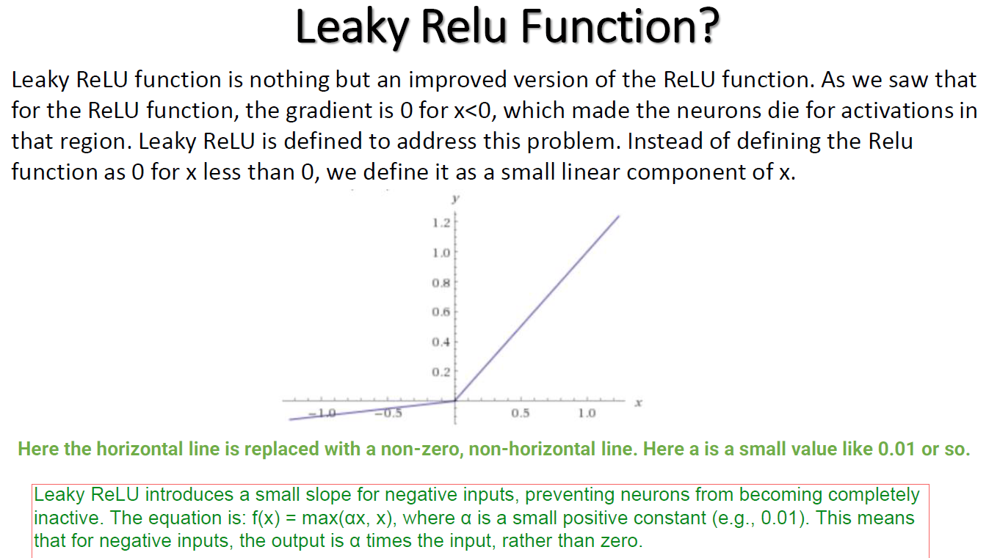 Leaky Relu Function?
Leaky ReLU function is nothing but an improved version of the ReLU function. As we saw that
for the ReLU function, the gradient is 0 for x<0, which made the neurons die for activations in
that region. Leaky ReLU is defined to address this problem. Instead of defining the Relu
function as 0 for x less than 0, we define it as a small linear component of x.
y
1.2
1.0
0.8
0.6
0.4
0.2
−1.0 −0.5 0.5 1.0 x
Here the horizontal line is replaced with a non-zero, non-horizontal line. Here a is a small value like 0.01 or so.
Leaky ReLU introduces a small slope for negative inputs, preventing neurons from becoming completely
inactive. The equation is: f(x) = max(αx, x), where α is a small positive constant (e.g., 0.01). This means
that for negative inputs, the output is α times the input, rather than zero.